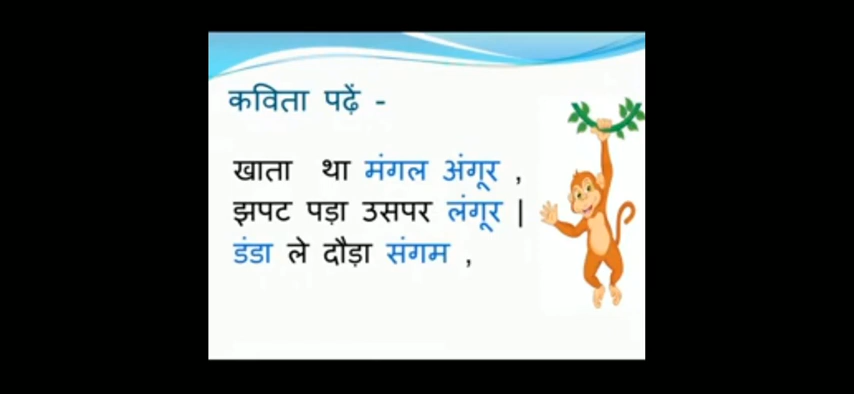 कविता पढ़ें -
खाता था मंगल अंगूर ,
झपट पड़ा उसपर लंगूर |
डंडा ले दौड़ा संगम ,